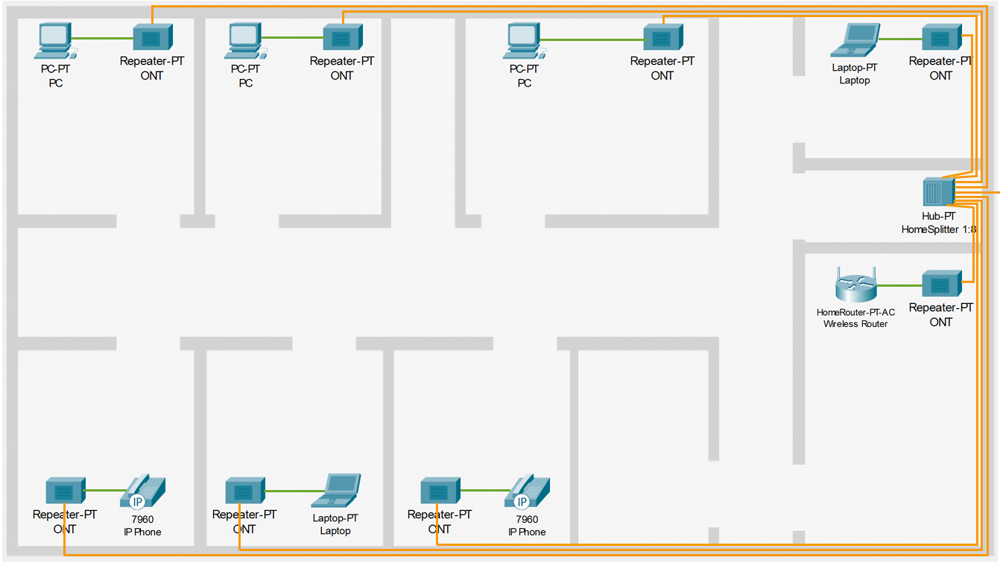 PC-PT
PC
Repeater-PT
ONT
PC-PT
PC
Repeater-PT
ONT
PC-PT
PC
Repeater-PT
ONT
Laptop-PT
Laptop
Repeater-PT
ONT
Hub-PT
HomeSplitter 1:8
HomeRouter-PT-AC
Wireless Router
Repeater-PT
ONT
Repeater-PT
ONT
IP
7960
IP Phone
Repeater-PT
ONT
Laptop-PT
Laptop
Repeater-PT
ONT
IP
7960
IP Phone